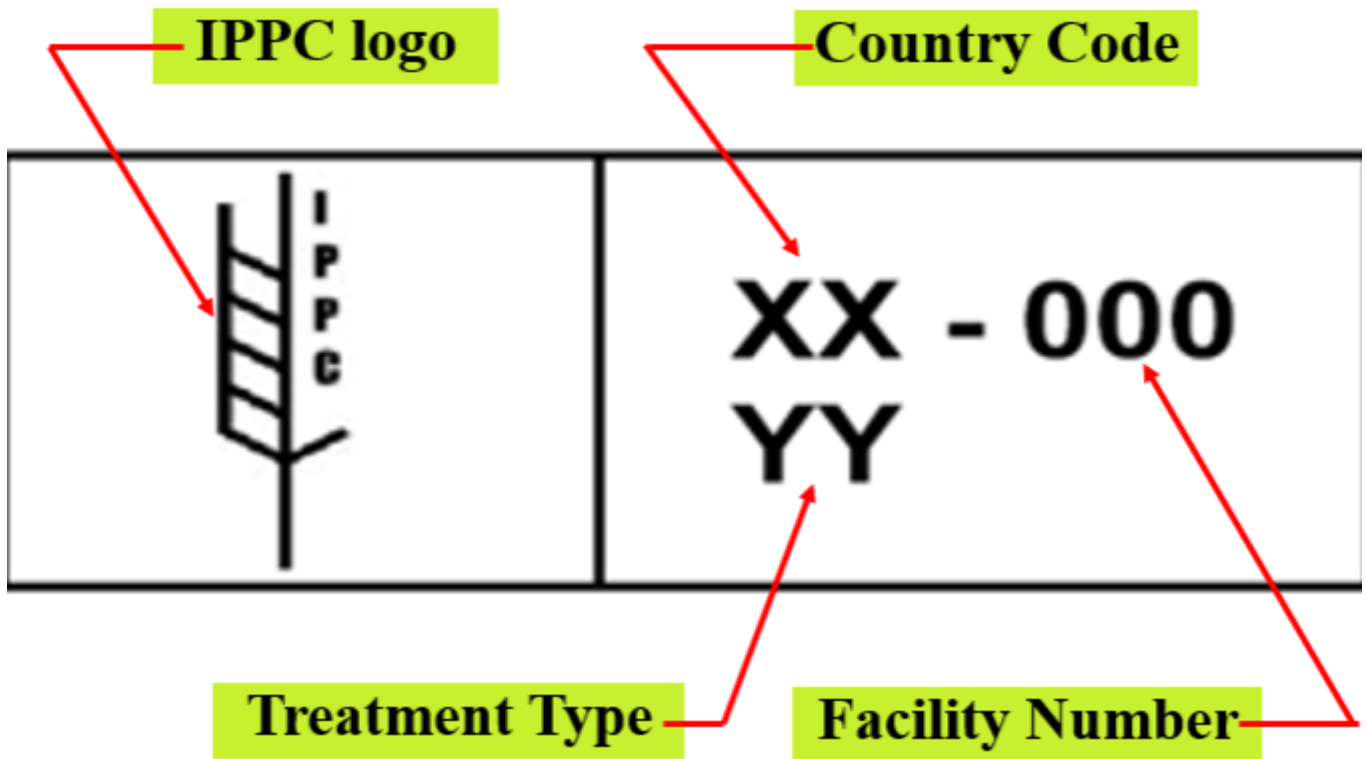 IPPC logo
Country Code
I
P
P
C
XX - 000
YY
Treatment Type
Facility Number